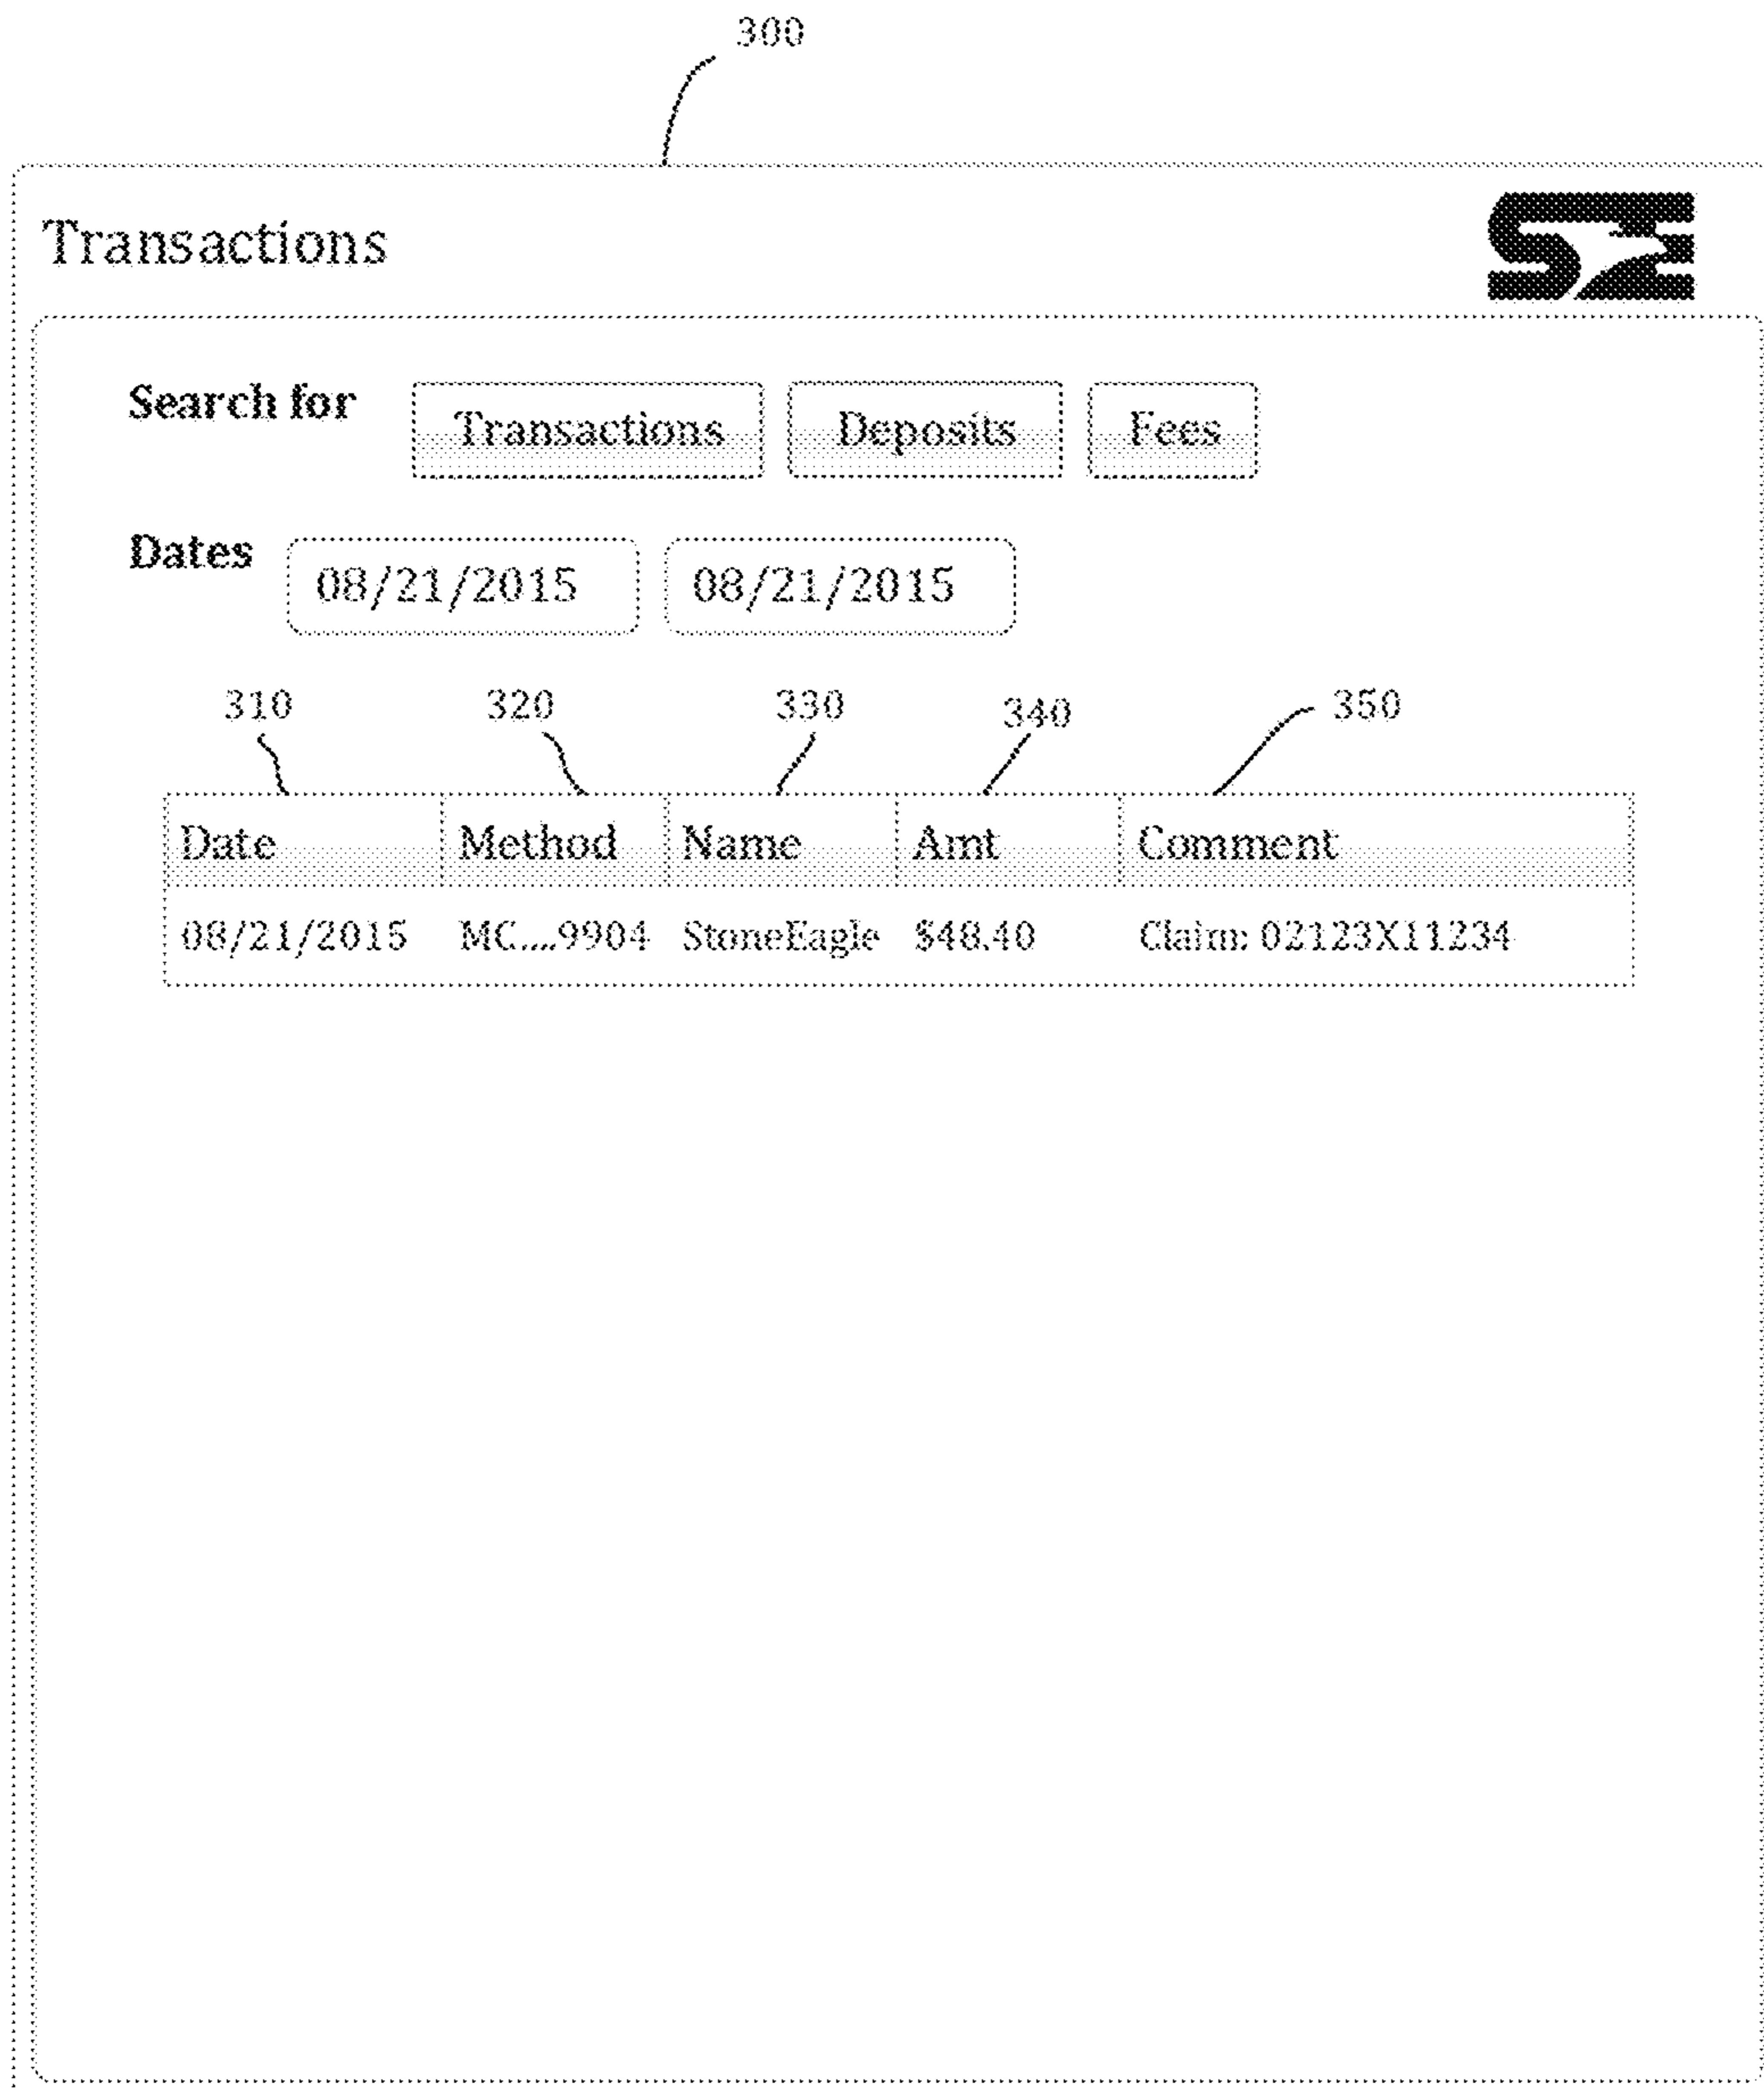 300
Transactions
SE
Search for Transactions Deposits Fees
Dates 08/21/2015 08/21/2015
310 320 330 340 350
Date Method Name Amt Comment
08/21/2015 MC....9904 StoneEagle $48.40 Claim: 02123X11234